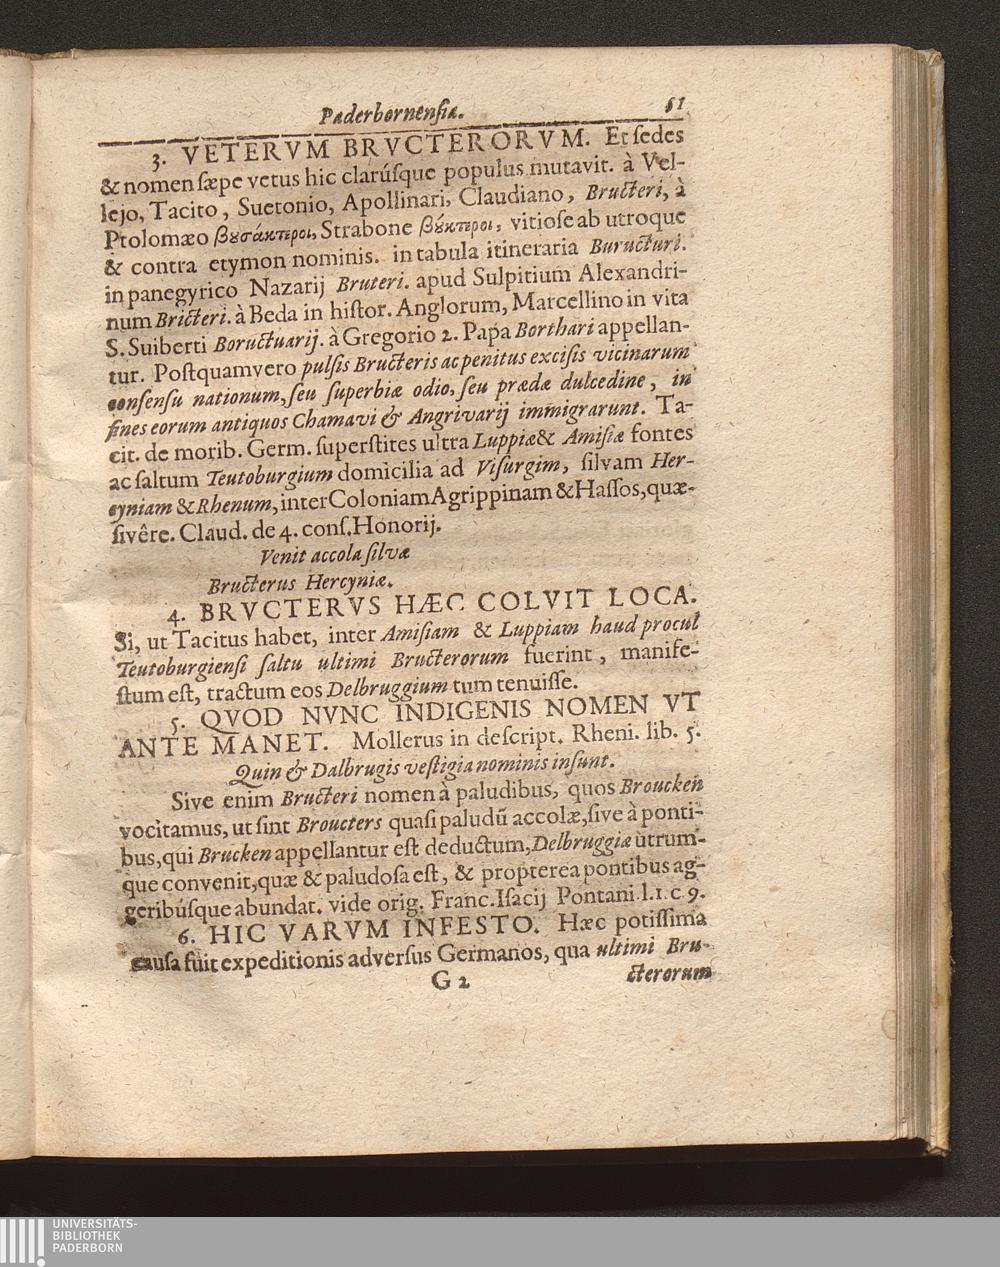 Paderbornensia. 51
3. VETERVM BRVCTERORVM. Et sedes
& nomen sæpe vetus hic clarúsque populus mutavit. à Vel-
lejo, Tacito, Suetonio, Apollinari, Claudiano, Bructeri, à
Ptolomæo βȣσάκτεροι, Strabone βȣ́κτεροι, vitiose ab utroque
& contra etymon nominis. in tabula itineraria Buructuri.
in panegyrico Nazarij Bruteri. apud Sulpitium Alexandri-
num Bricteri. à Beda in histor. Anglorum, Marcellino in vita
S. Suiberti Boructuarij. à Gregorio 2. Papa Borthari appellan-
tur. Postquam vero pulsis Bructeris ac penitus excisis vicinarum
consensu nationum, seu superbiæ odio, seu prædæ dulcedine, in
fines eorum antiquos Chamavi & Angrivarij immigrarunt. Ta-
cit. de morib. Germ. superstites ultra Luppiæ & Amisiæ fontes
ac saltum Teutoburgium domicilia ad Visurgim, silvam Her-
cyniam & Rhenum, inter Coloniam Agrippinam & Hassos, quæ-
sivêre. Claud. de 4. cons. Honorij.
Venit accola silvæ
Bructerus Hercyniæ.
4. BRVCTERVS HÆC COLVIT LOCA.
Si, ut Tacitus habet, inter Amisiam & Luppiam haud procul
Teutoburgiensi saltu ultimi Bructerorum fuerint, manife-
stum est, tractum eos Delbruggium tum tenuisse.
5. QVOD NVNC INDIGENIS NOMEN VT
ANTE MANET. Mollerus in descript. Rheni. lib. 5.
Quin & Dalbrugis vestigia nominis insunt.
Sive enim Bructeri nomen à paludibus, quos Broucken
vocitamus, ut sint Broucters quasi paludũ accolæ, sive à ponti-
bus, qui Brucken appellantur est deductum, Delbruggiæ ùtrum-
que convenit, quæ & paludosa est, & propterea pontibus ag-
geribúsque abundat. vide orig. Franc. Isacij Pontani. l. 1. c 9.
6. HIC VARVM INFESTO. Hæc potissima
causa fuit expeditionis adversus Germanos, qua ultimi Bru-
G 2 cterorum
UNIVERSITÄTS-
BIBLIOTHEK
PADERBORN